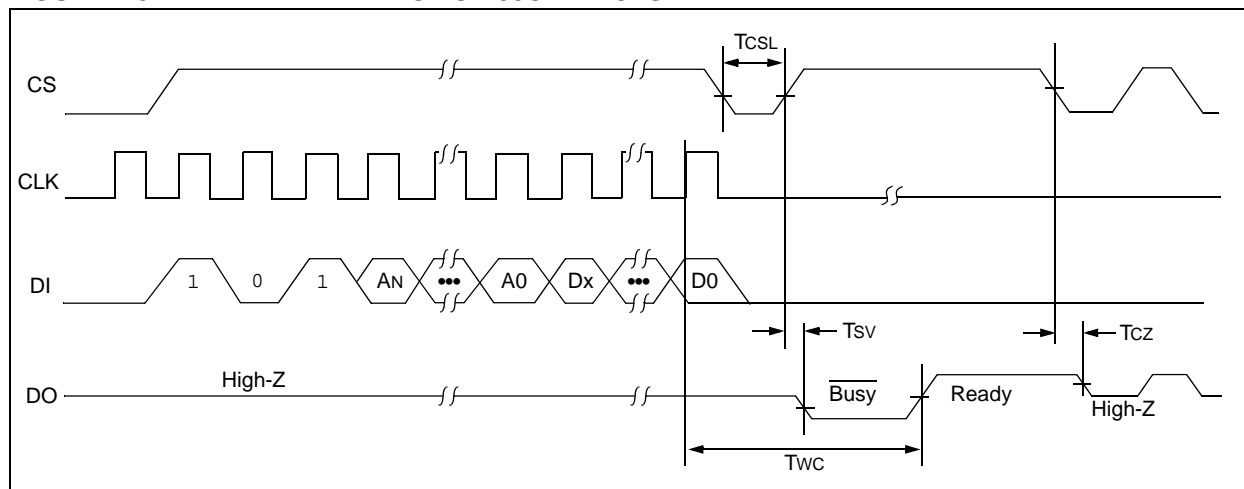 TCSL
CS
CLK
DI 1 0 1 AN ••• A0 Dx ••• D0
TSV TCZ
DO High-Z Busy Ready High-Z
TWC